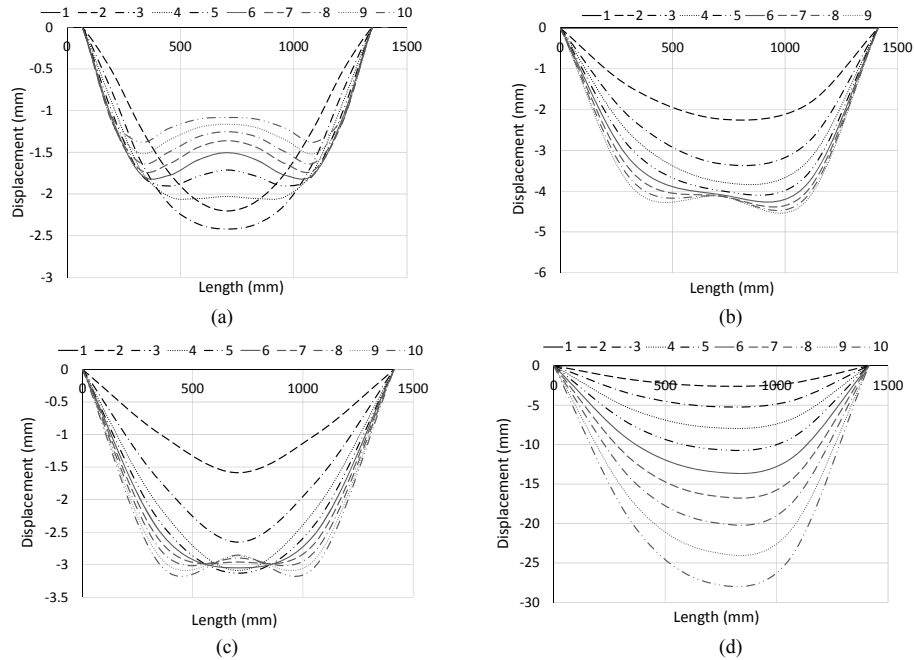 1 2 3 4 5 6 7 8 9 10
0
0 500 1000 1500
-0.5
-1
-1.5
-2
-2.5
-3
Displacement (mm)
Length (mm)
(a)
1 2 3 4 5 6 7 8 9
0
0 500 1000 1500
-1
-2
-3
-4
-5
-6
Displacement (mm)
Length (mm)
(b)
1 2 3 4 5 6 7 8 9 10
0
0 500 1000 1500
-0.5
-1
-1.5
-2
-2.5
-3
-3.5
Displacement (mm)
Length (mm)
(c)
1 2 3 4 5 6 7 8 9 10
0
0 500 1000 1500
-5
-10
-15
-20
-25
-30
Displacement (mm)
Length (mm)
(d)